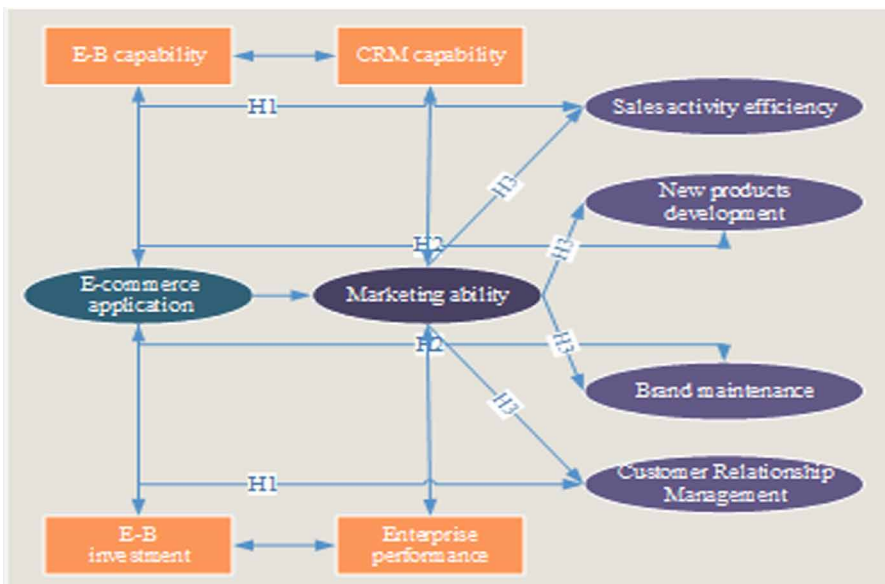 E-B capability
CRM capability
H1
Sales activity efficiency
H3
New products
development
H2
H3
E-commerce
application
Marketing ability
H2
H3
Brand maintenance
H3
H1
Customer Relationship
Management
E-B
investment
Enterprise
performance